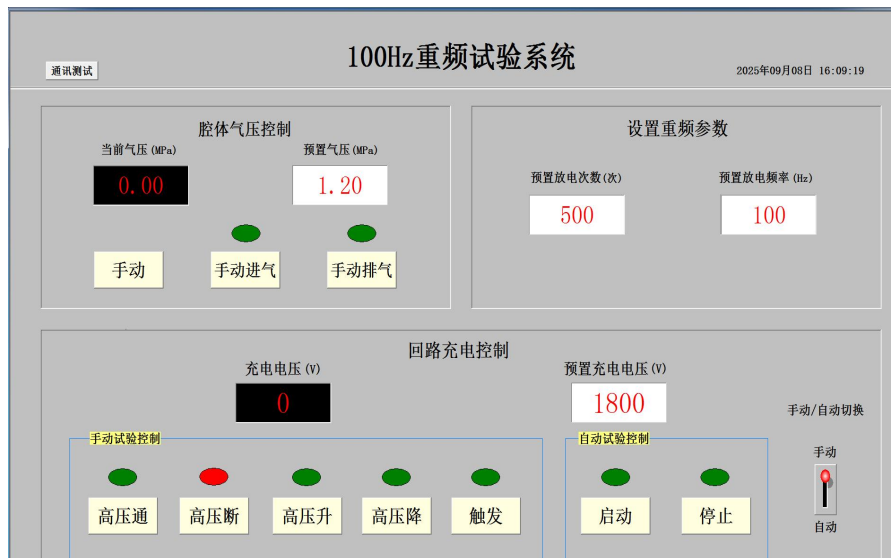 100Hz重频试验系统
通讯测试
2025年09月08日 16:09:19
腔体气压控制
当前气压(MPa) 预置气压(MPa)
0.00 1.20
手动 手动进气 手动排气
设置重频参数
预置放电次数(次) 预置放电频率(Hz)
500 100
回路充电控制
充电电压(V) 预置充电电压(V)
0 1800
手动/自动切换
手动试验控制
高压通 高压断 高压升 高压降 触发
自动试验控制
启动 停止
手动
自动